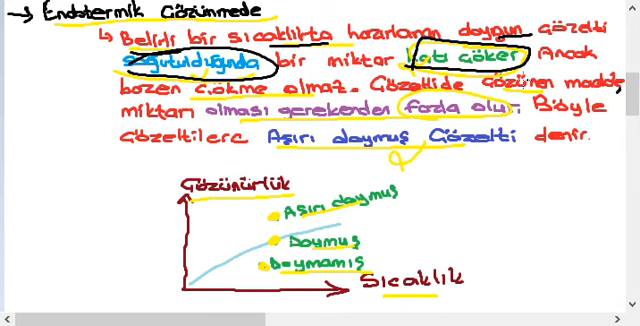 → Endotermik Çözünmede
↳ Belirli bir sıcaklıkta hazırlanan doygun çözelti
soğutulduğunda bir miktar katı çöker. Ancak
bazen çökme olmaz. Çözeltide çözünen madde,
miktarı olması gerekenden fazla olur. Böyle
çözeltilere Aşırı doymuş Çözelti denir.
Çözünürlük
Aşırı doymuş
Doymuş
Doymamış
Sıcaklık